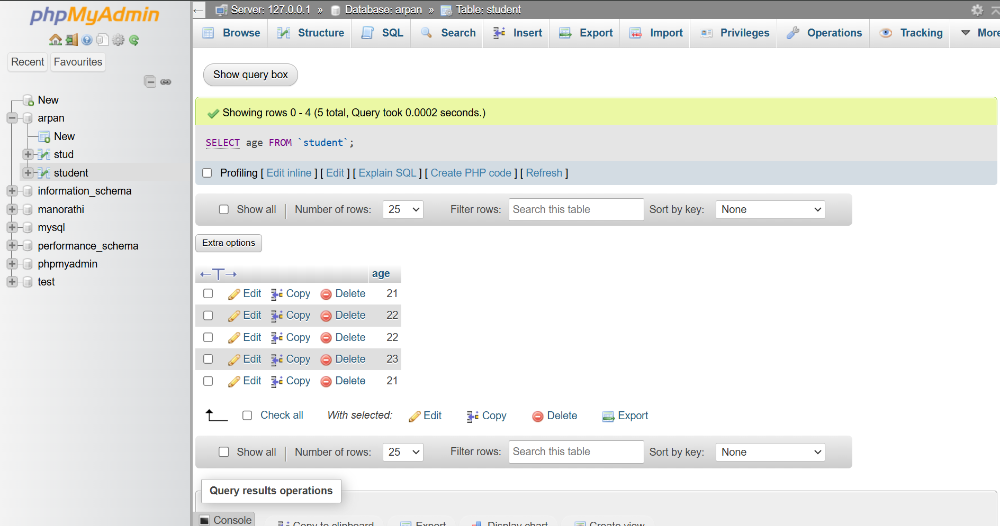 phpMyAdmin
Recent
Favourites
New
arpan
New
stud
student
information_schema
manorathi
mysql
performance_schema
phpmyadmin
test
Server: 127.0.0.1 » Database: arpan » Table: student
Browse Structure SQL Search Insert Export Import Privileges Operations Tracking More
Show query box
Showing rows 0 - 4 (5 total, Query took 0.0002 seconds.)
SELECT age FROM `student`;
Profiling [ Edit inline ] [ Edit ] [ Explain SQL ] [ Create PHP code ] [ Refresh ]
Show all | Number of rows: 25 Filter rows: Search this table Sort by key: None
Extra options
←T→ age
Edit Copy Delete 21
Edit Copy Delete 22
Edit Copy Delete 22
Edit Copy Delete 23
Edit Copy Delete 21
Check all With selected: Edit Copy Delete Export
Show all | Number of rows: 25 Filter rows: Search this table Sort by key: None
Query results operations
Console
Copy to clipboard Export Display chart Create view